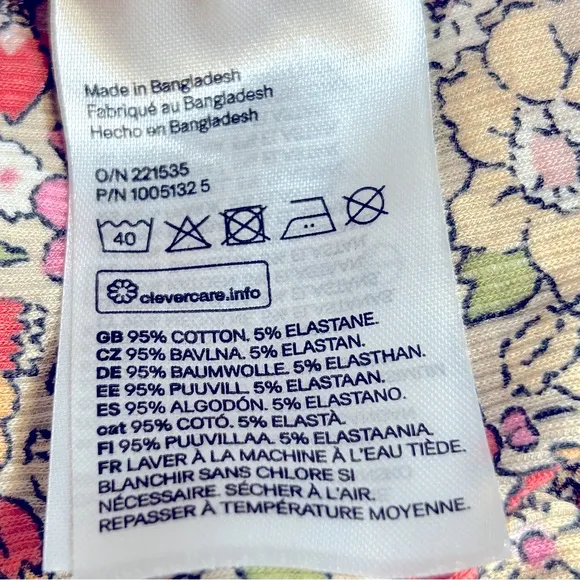 Made in Bangladesh
Fabriqué au Bangladesh
Hecho en Bangladesh
O/N 221535
P/N 1005132 5
40
clevercare.info
GB 95% COTTON. 5% ELASTANE.
CZ 95% BAVLNA. 5% ELASTAN.
DE 95% BAUMWOLLE. 5% ELASTHAN.
EE 95% PUUVILL. 5% ELASTAAN.
ES 95% ALGODÓN. 5% ELASTANO.
cat 95% COTÓ. 5% ELASTÀ.
FI 95% PUUVILLAA. 5% ELASTAANIA.
FR LAVER À LA MACHINE À L'EAU TIÈDE.
BLANCHIR SANS CHLORE SI
NÉCESSAIRE. SÉCHER À L'AIR.
REPASSER À TEMPÉRATURE MOYENNE.